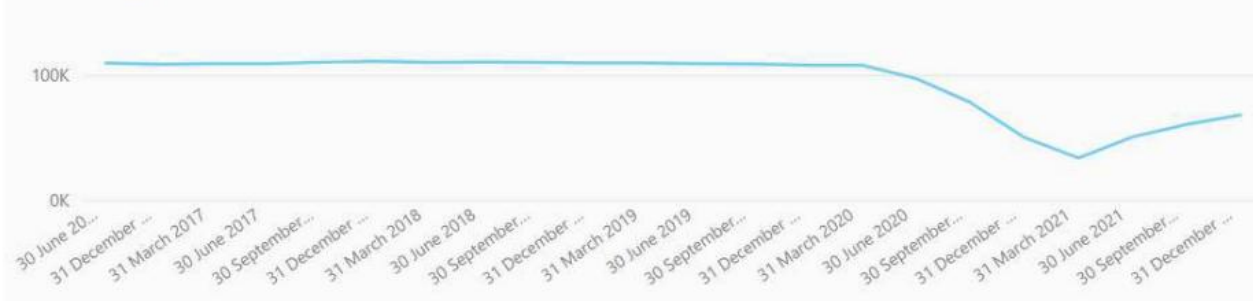 100K
0K
30 June 20...
31 December ...
31 March 2017
30 June 2017
30 September...
31 December ...
31 March 2018
30 June 2018
30 September...
31 December ...
31 March 2019
30 June 2019
30 September...
31 December ...
31 March 2020
30 June 2020
30 September...
31 December ...
31 March 2021
30 June 2021
30 September...
31 December ...